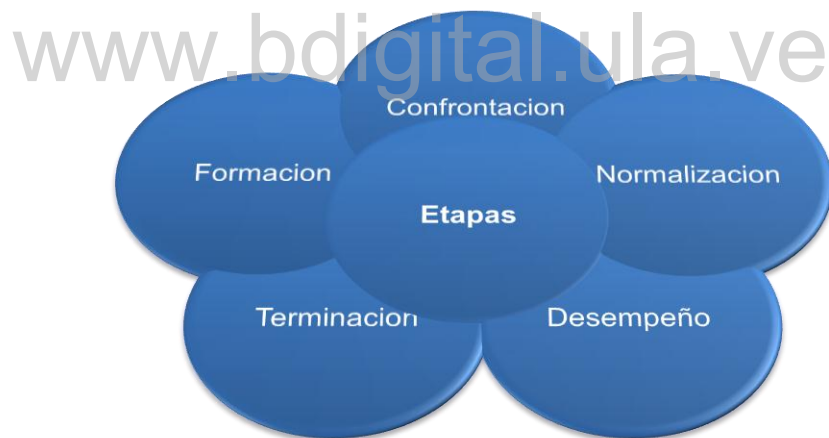 www.bdigital.ula.ve
Confrontacion
Formacion
Normalizacion
Etapas
Terminacion
Desempeño